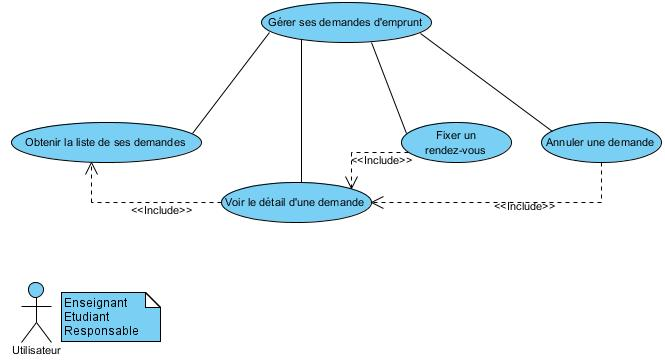 Gérer ses demandes d'emprunt
Obtenir la liste de ses demandes
Fixer un
rendez-vous
Annuler une demande
<<Include>>
Voir le détail d'une demande
<<Include>>
<<Include>>
Enseignant
Etudiant
Responsable
Utilisateur